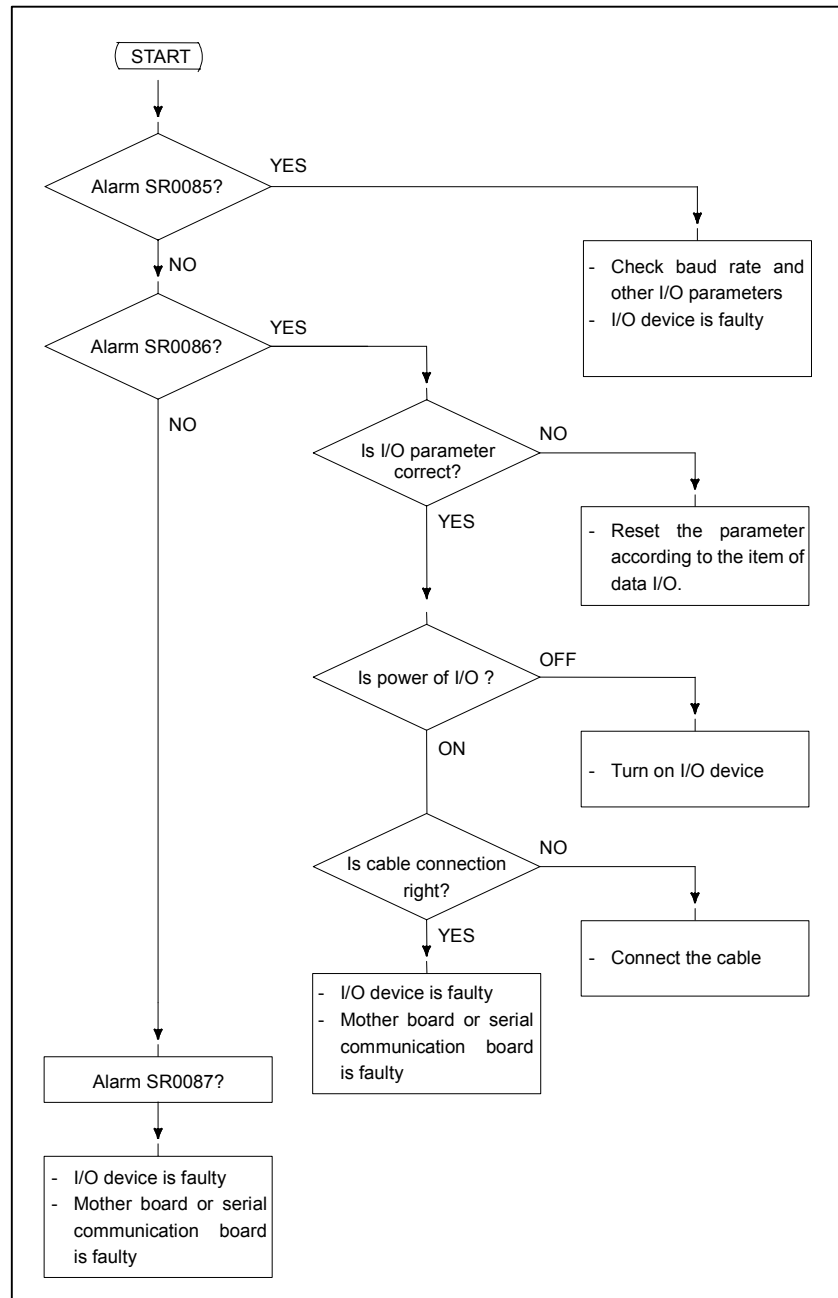 START
YES
Alarm SR0085?
NO
- Check baud rate and
other I/O parameters
- I/O device is faulty
YES
Alarm SR0086?
NO
Is I/O parameter
correct?
NO
YES
- Reset the parameter
according to the item of
data I/O.
Is power of I/O ?
OFF
ON
- Turn on I/O device
Is cable connection
right?
NO
YES
- Connect the cable
- I/O device is faulty
- Mother board or serial
communication board
is faulty
Alarm SR0087?
- I/O device is faulty
- Mother board or serial
communication board
is faulty